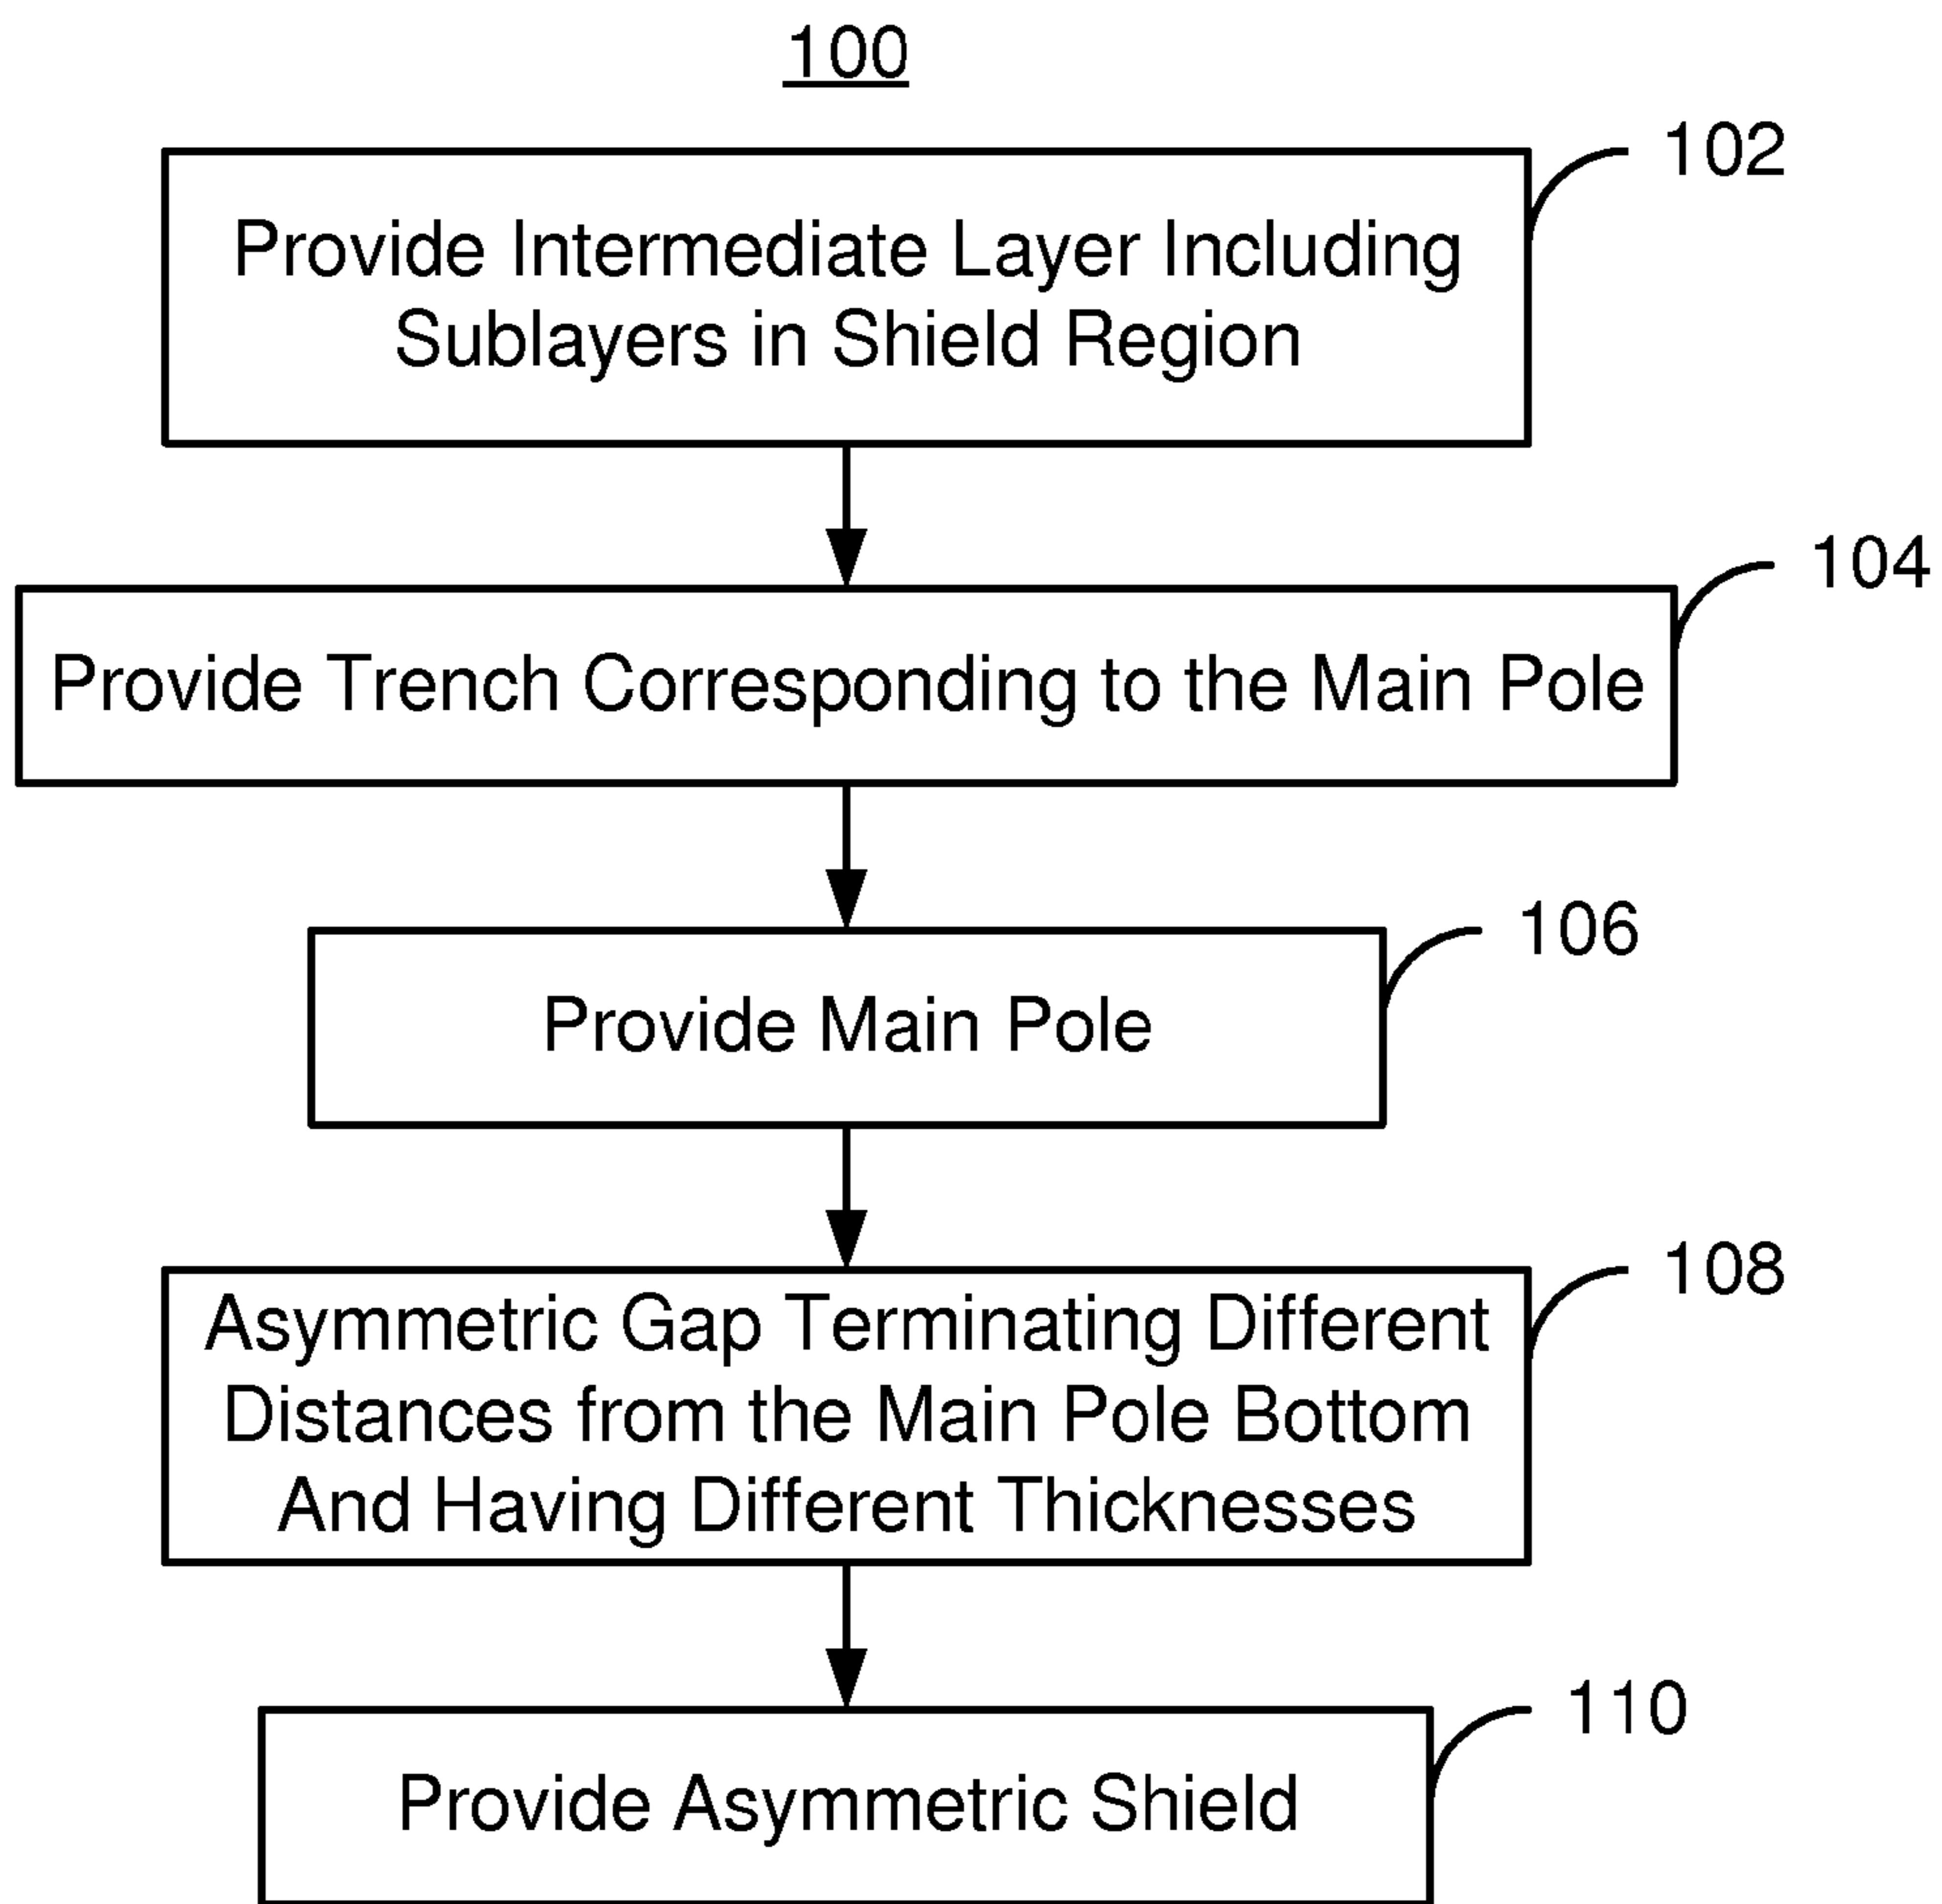 100
102
Provide Intermediate Layer Including
Sublayers in Shield Region
104
Provide Trench Corresponding to the Main Pole
106
Provide Main Pole
108
Asymmetric Gap Terminating Different
Distances from the Main Pole Bottom
And Having Different Thicknesses
110
Provide Asymmetric Shield